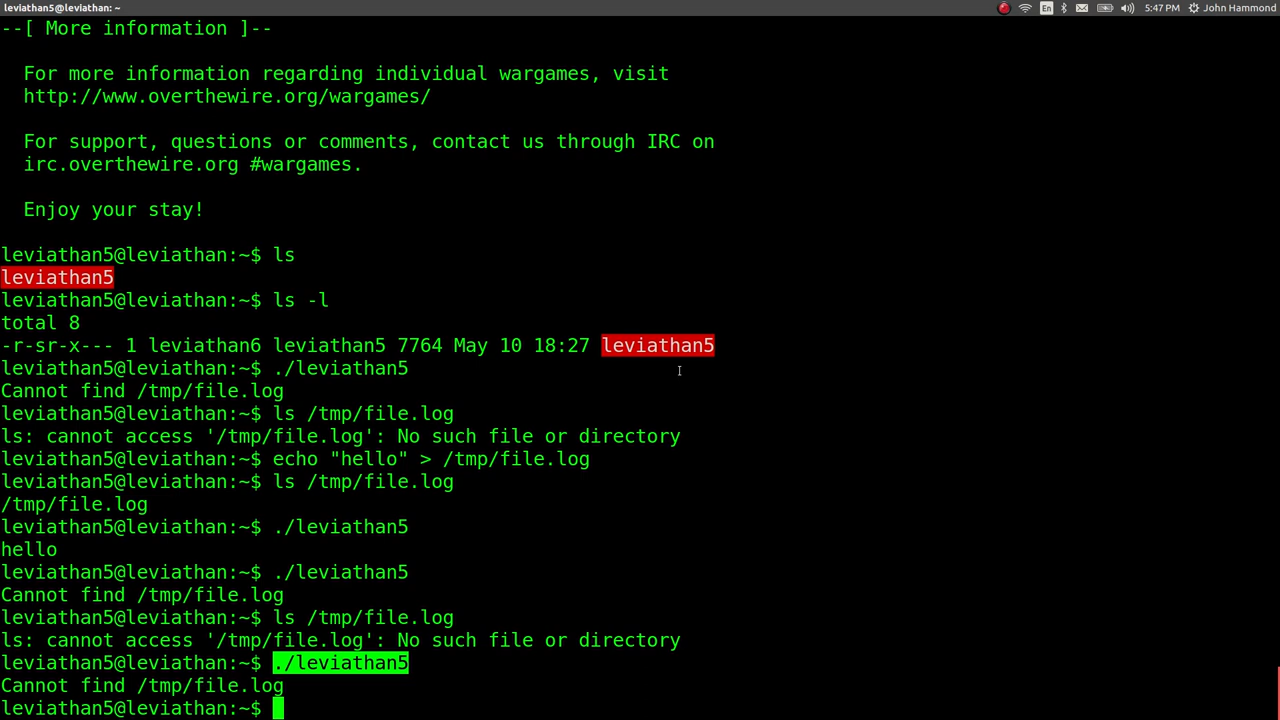 leviathan5@leviathan: ~
En
5:47 PM
John Hammond
--[ More information ]--
For more information regarding individual wargames, visit
http://www.overthewire.org/wargames/
For support, questions or comments, contact us through IRC on
irc.overthewire.org #wargames.
Enjoy your stay!
leviathan5@leviathan:~$ ls
leviathan5
leviathan5@leviathan:~$ ls -l
total 8
-r-sr-x--- 1 leviathan6 leviathan5 7764 May 10 18:27 leviathan5
leviathan5@leviathan:~$ ./leviathan5
Cannot find /tmp/file.log
leviathan5@leviathan:~$ ls /tmp/file.log
ls: cannot access '/tmp/file.log': No such file or directory
leviathan5@leviathan:~$ echo "hello" > /tmp/file.log
leviathan5@leviathan:~$ ls /tmp/file.log
/tmp/file.log
leviathan5@leviathan:~$ ./leviathan5
hello
leviathan5@leviathan:~$ ./leviathan5
Cannot find /tmp/file.log
leviathan5@leviathan:~$ ls /tmp/file.log
ls: cannot access '/tmp/file.log': No such file or directory
leviathan5@leviathan:~$ ./leviathan5
Cannot find /tmp/file.log
leviathan5@leviathan:~$